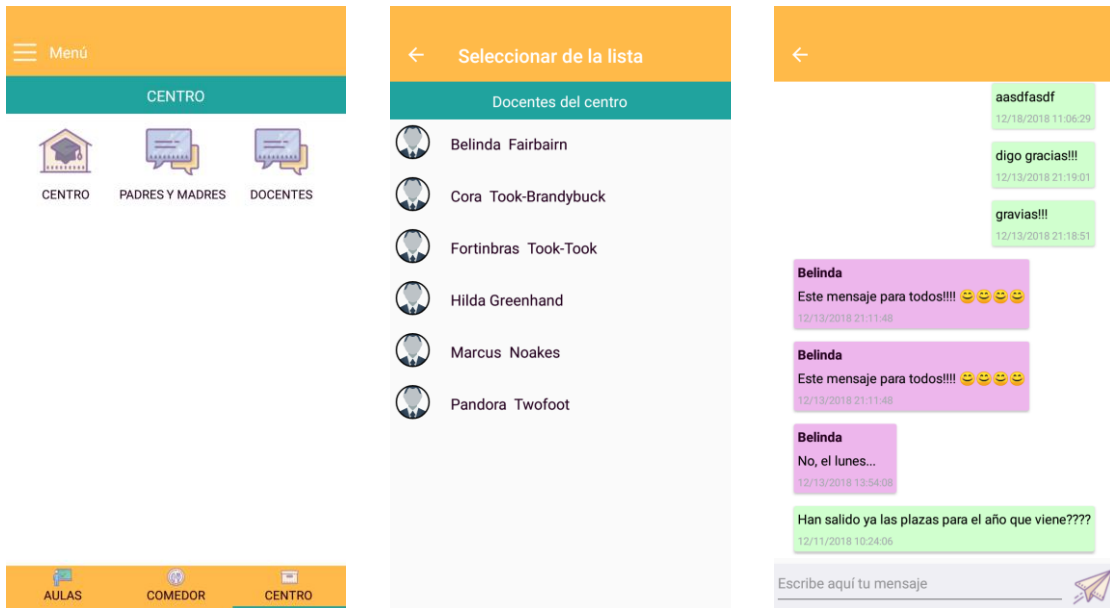 Menú
CENTRO
CENTRO
PADRES Y MADRES
DOCENTES
AULAS
COMEDOR
CENTRO
Seleccionar de la lista
Docentes del centro
Belinda Fairbairn
Cora Took-Brandybuck
Fortinbras Took-Took
Hilda Greenhand
Marcus Noakes
Pandora Twofoot
aasdfasdf
12/18/2018 11:06:29
digo gracias!!!
12/13/2018 21:19:01
gravias!!!
12/13/2018 21:18:51
Belinda
Este mensaje para todos!!!! 😊😊😊😊
12/13/2018 21:11:48
Belinda
Este mensaje para todos!!!! 😊😊😊😊
12/13/2018 21:11:48
Belinda
No, el lunes...
12/13/2018 13:54:08
Han salido ya las plazas para el año que viene????
12/11/2018 10:24:06
Escribe aquí tu mensaje